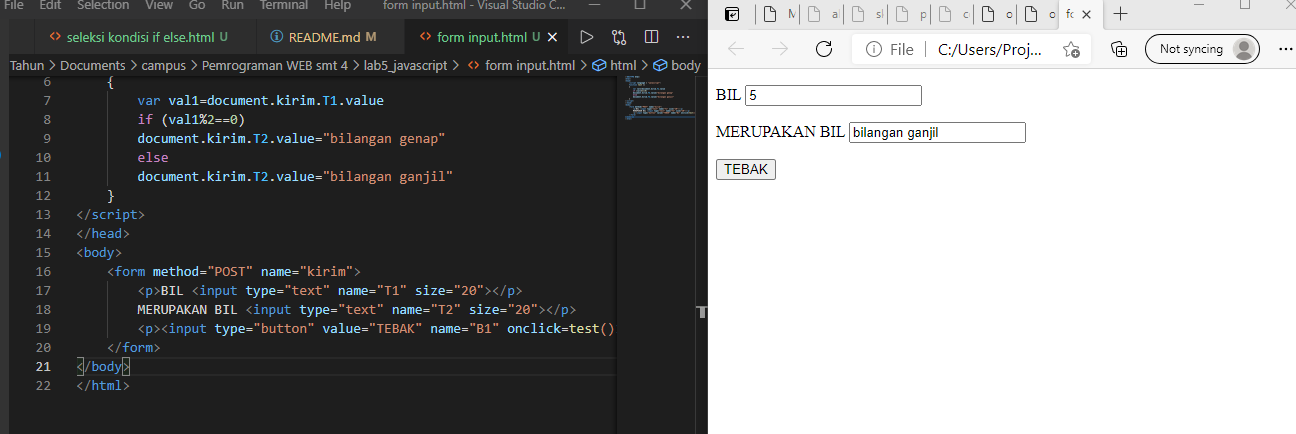 File Edit Selection View Go Run Terminal Help form input.html - Visual Studio C...
seleksi kondisi if else.html U README.md M form input.html U
Tahun > Documents > campus > Pemrograman WEB smt 4 > lab5_javascript > form input.html > html > body
6 {
7 var val1=document.kirim.T1.value
8 if (val1%2==0)
9 document.kirim.T2.value="bilangan genap"
10 else
11 document.kirim.T2.value="bilangan ganjil"
12 }
13 </script>
14 </head>
15 <body>
16 <form method="POST" name="kirim">
17 <p>BIL <input type="text" name="T1" size="20"></p>
18 MERUPAKAN BIL <input type="text" name="T2" size="20"></p>
19 <p><input type="button" value="TEBAK" name="B1" onclick=test()
20 </form>
21 </body>
22 </html>
File C:/Users/Proj... Not syncing
BIL 5
MERUPAKAN BIL bilangan ganjil
TEBAK